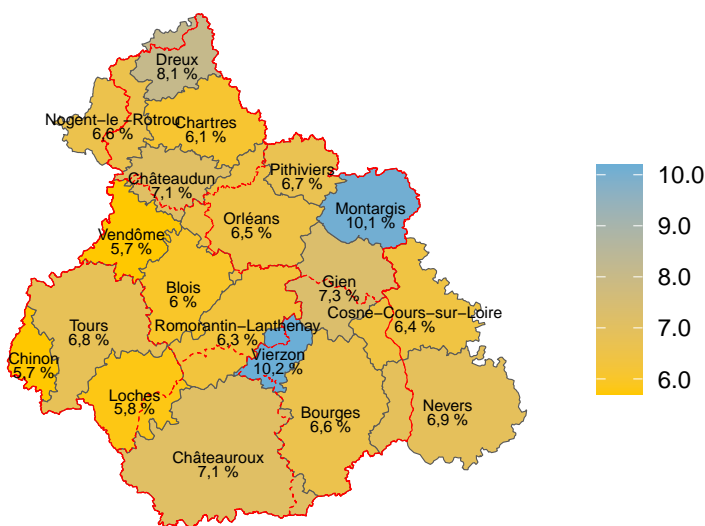 Dreux
8,1 %
Nogent-le -Rotrou
6,6 %
Chartres
6,1 %
Châteaudun
7,1 %
Pithiviers
6,7 %
Montargis
10,1 %
Orléans
6,5 %
Vendôme
5,7 %
Blois
6 %
Gien
7,3 %
Cosne-Cours-sur-Loire
6,4 %
Tours
6,8 %
Romorantin-Lanthenay
6,3 %
Vierzon
10,2 %
Chinon
5,7 %
Loches
5,8 %
Bourges
6,6 %
Nevers
6,9 %
Châteauroux
7,1 %
10.0
9.0
8.0
7.0
6.0